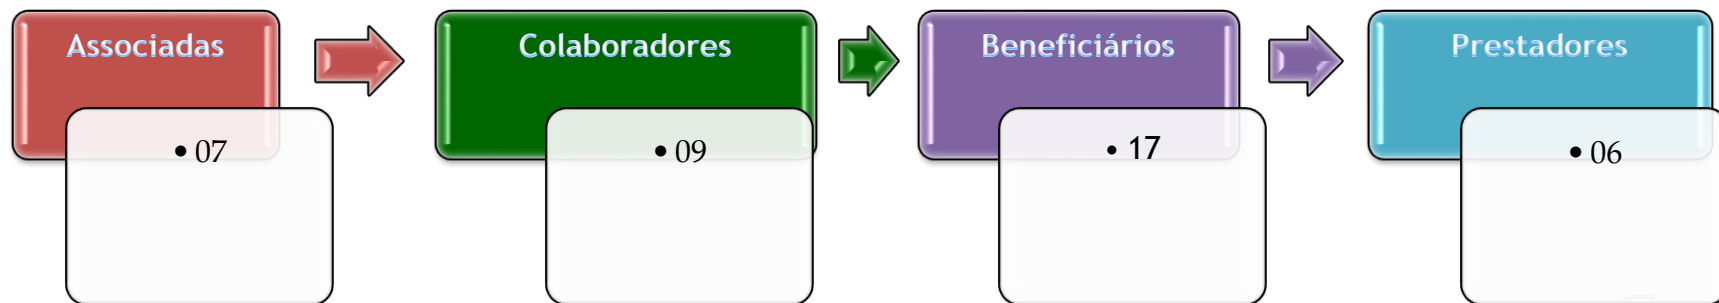 Associadas
• 07
Colaboradores
• 09
Beneficiários
• 17
Prestadores
• 06